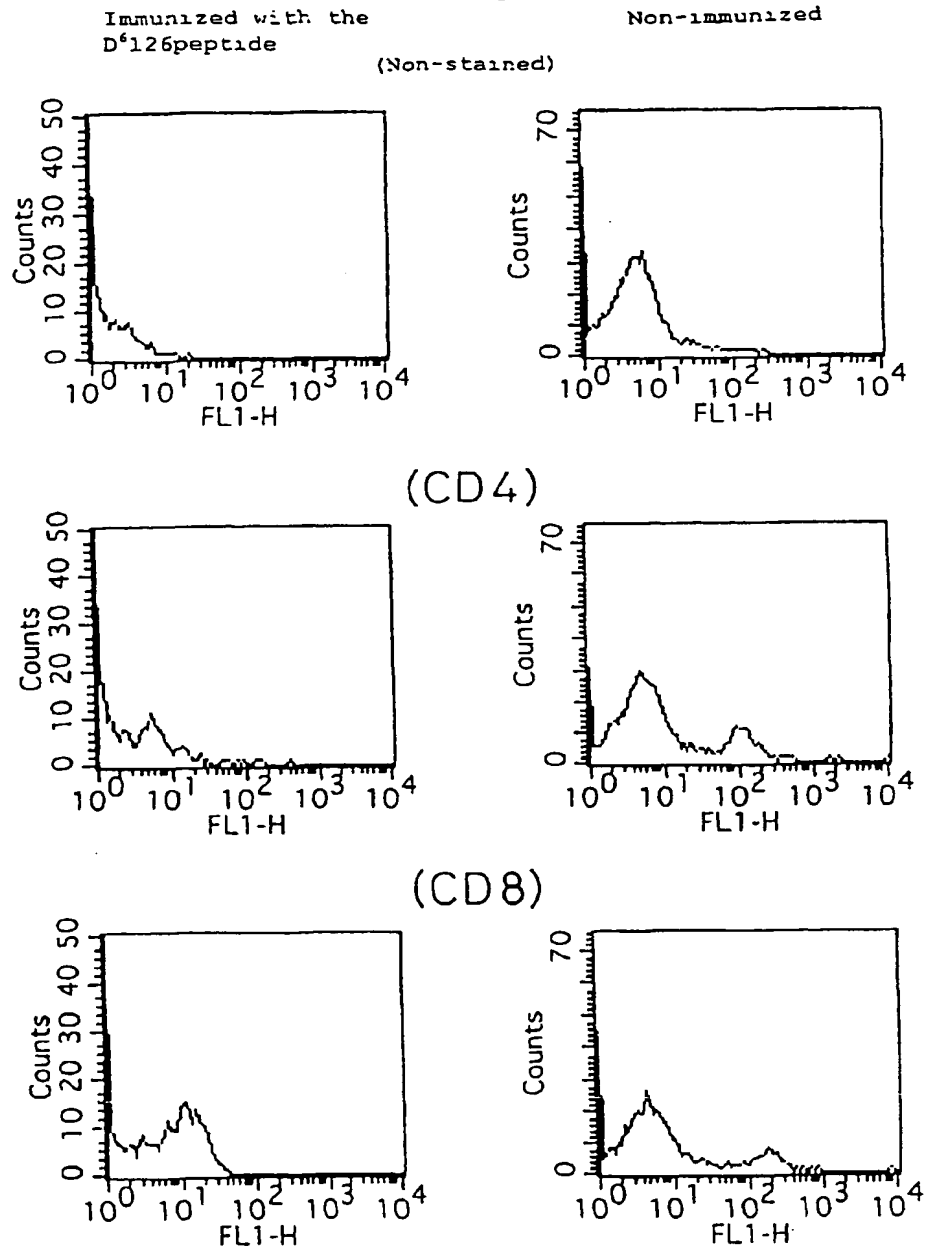 Immunized with the
D⁶126peptide
Non-immunized
(Non-stained)
50
40
30
20
10
0
Counts
10⁰ 10¹ 10² 10³ 10⁴
FL1-H
70
0
Counts
10⁰ 10¹ 10² 10³ 10⁴
FL1-H
(CD4)
50
40
30
20
10
0
Counts
10⁰ 10¹ 10² 10³ 10⁴
FL1-H
70
0
Counts
10⁰ 10¹ 10² 10³ 10⁴
FL1-H
(CD8)
50
40
30
20
10
0
Counts
10⁰ 10¹ 10² 10³ 10⁴
FL1-H
70
0
Counts
10⁰ 10¹ 10² 10³ 10⁴
FL1-H